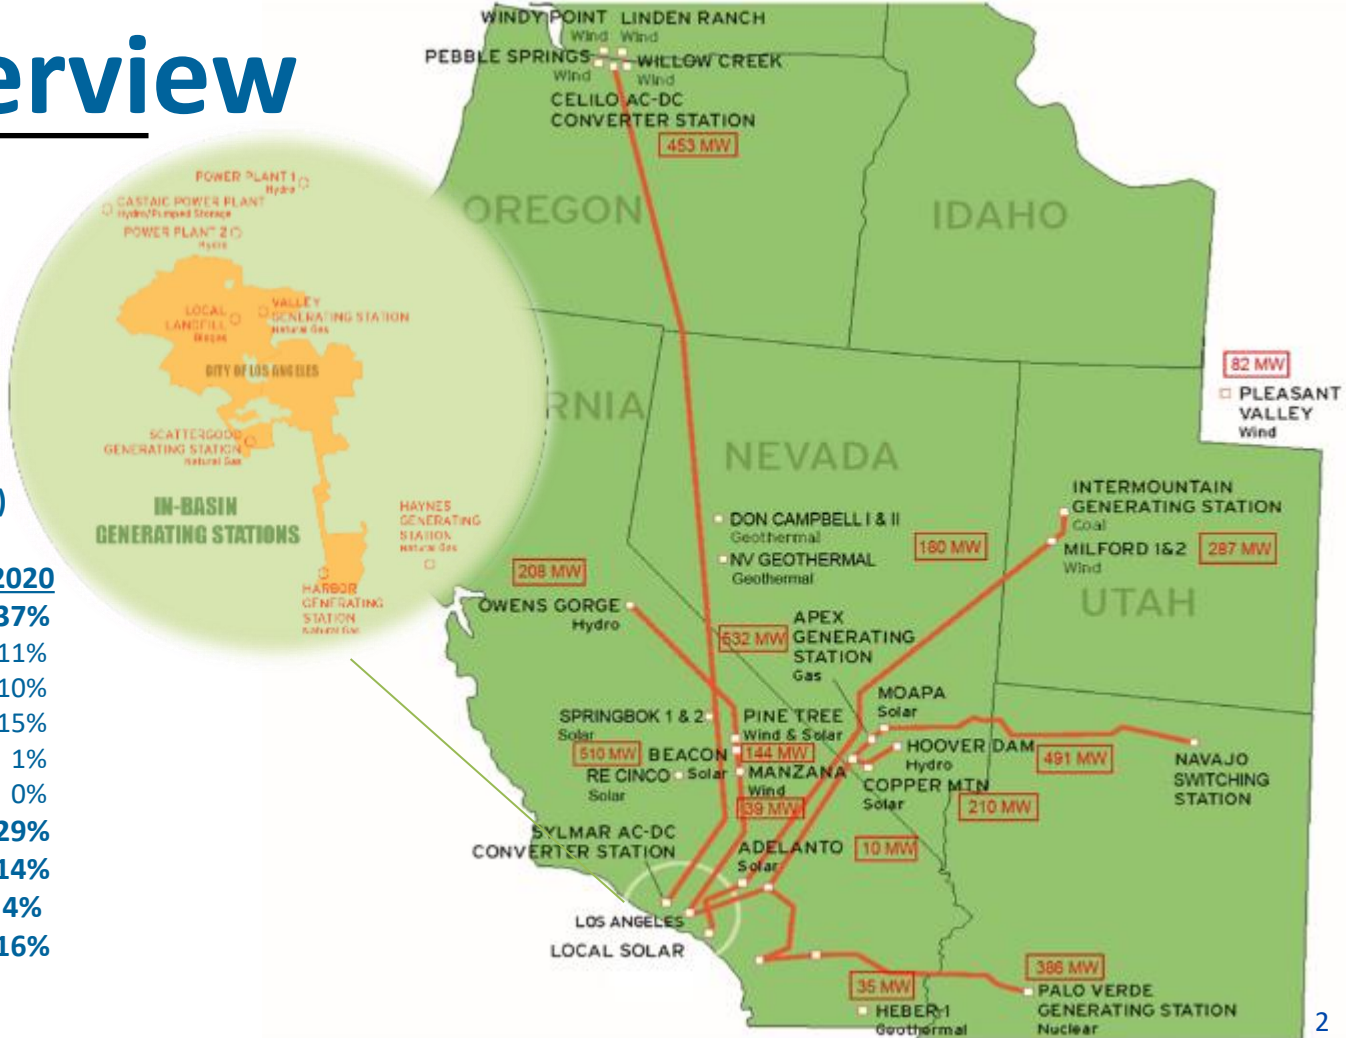 erview
WINDY POINT
Wind
LINDEN RANCH
Wind
PEBBLE SPRINGS
Wind
WILLOW CREEK
Wind
CELILO AC-DC
CONVERTER STATION
453 MW
OREGON
IDAHO
POWER PLANT 1
Hydro
CASTAIC POWER PLANT
Hydro/Pumped Storage
POWER PLANT 2
Hydro
LOCAL
LANDFILL
Biogas
VALLEY
GENERATING STATION
Natural Gas
CITY OF LOS ANGELES
SCATTERGOOD
GENERATING STATION
Natural Gas
IN-BASIN
GENERATING STATIONS
HAYNES
GENERATING
STATION
Natural Gas
HARBOR
GENERATING
STATION
Natural Gas
)
2020
37%
11%
10%
15%
1%
0%
29%
14%
4%
16%
RNIA
NEVADA
82 MW
PLEASANT
VALLEY
Wind
INTERMOUNTAIN
GENERATING STATION
Coal
MILFORD 1&2
Wind
287 MW
UTAH
DON CAMPBELL I & II
Geothermal
NV GEOTHERMAL
Geothermal
180 MW
208 MW
OWENS GORGE
Hydro
532 MW
APEX
GENERATING
STATION
Gas
MOAPA
Solar
SPRINGBOK 1 & 2
Solar
PINE TREE
Wind & Solar
510 MW
BEACON
Solar
144 MW
RE CINCO
Solar
MANZANA
Wind
39 MW
HOOVER DAM
Hydro
491 MW
COPPER MTN
Solar
210 MW
NAVAJO
SWITCHING
STATION
SYLMAR AC-DC
CONVERTER STATION
ADELANTO
Solar
10 MW
LOS ANGELES
LOCAL SOLAR
35 MW
HEBER-1
Geothermal
386 MW
PALO VERDE
GENERATING STATION
Nuclear
2